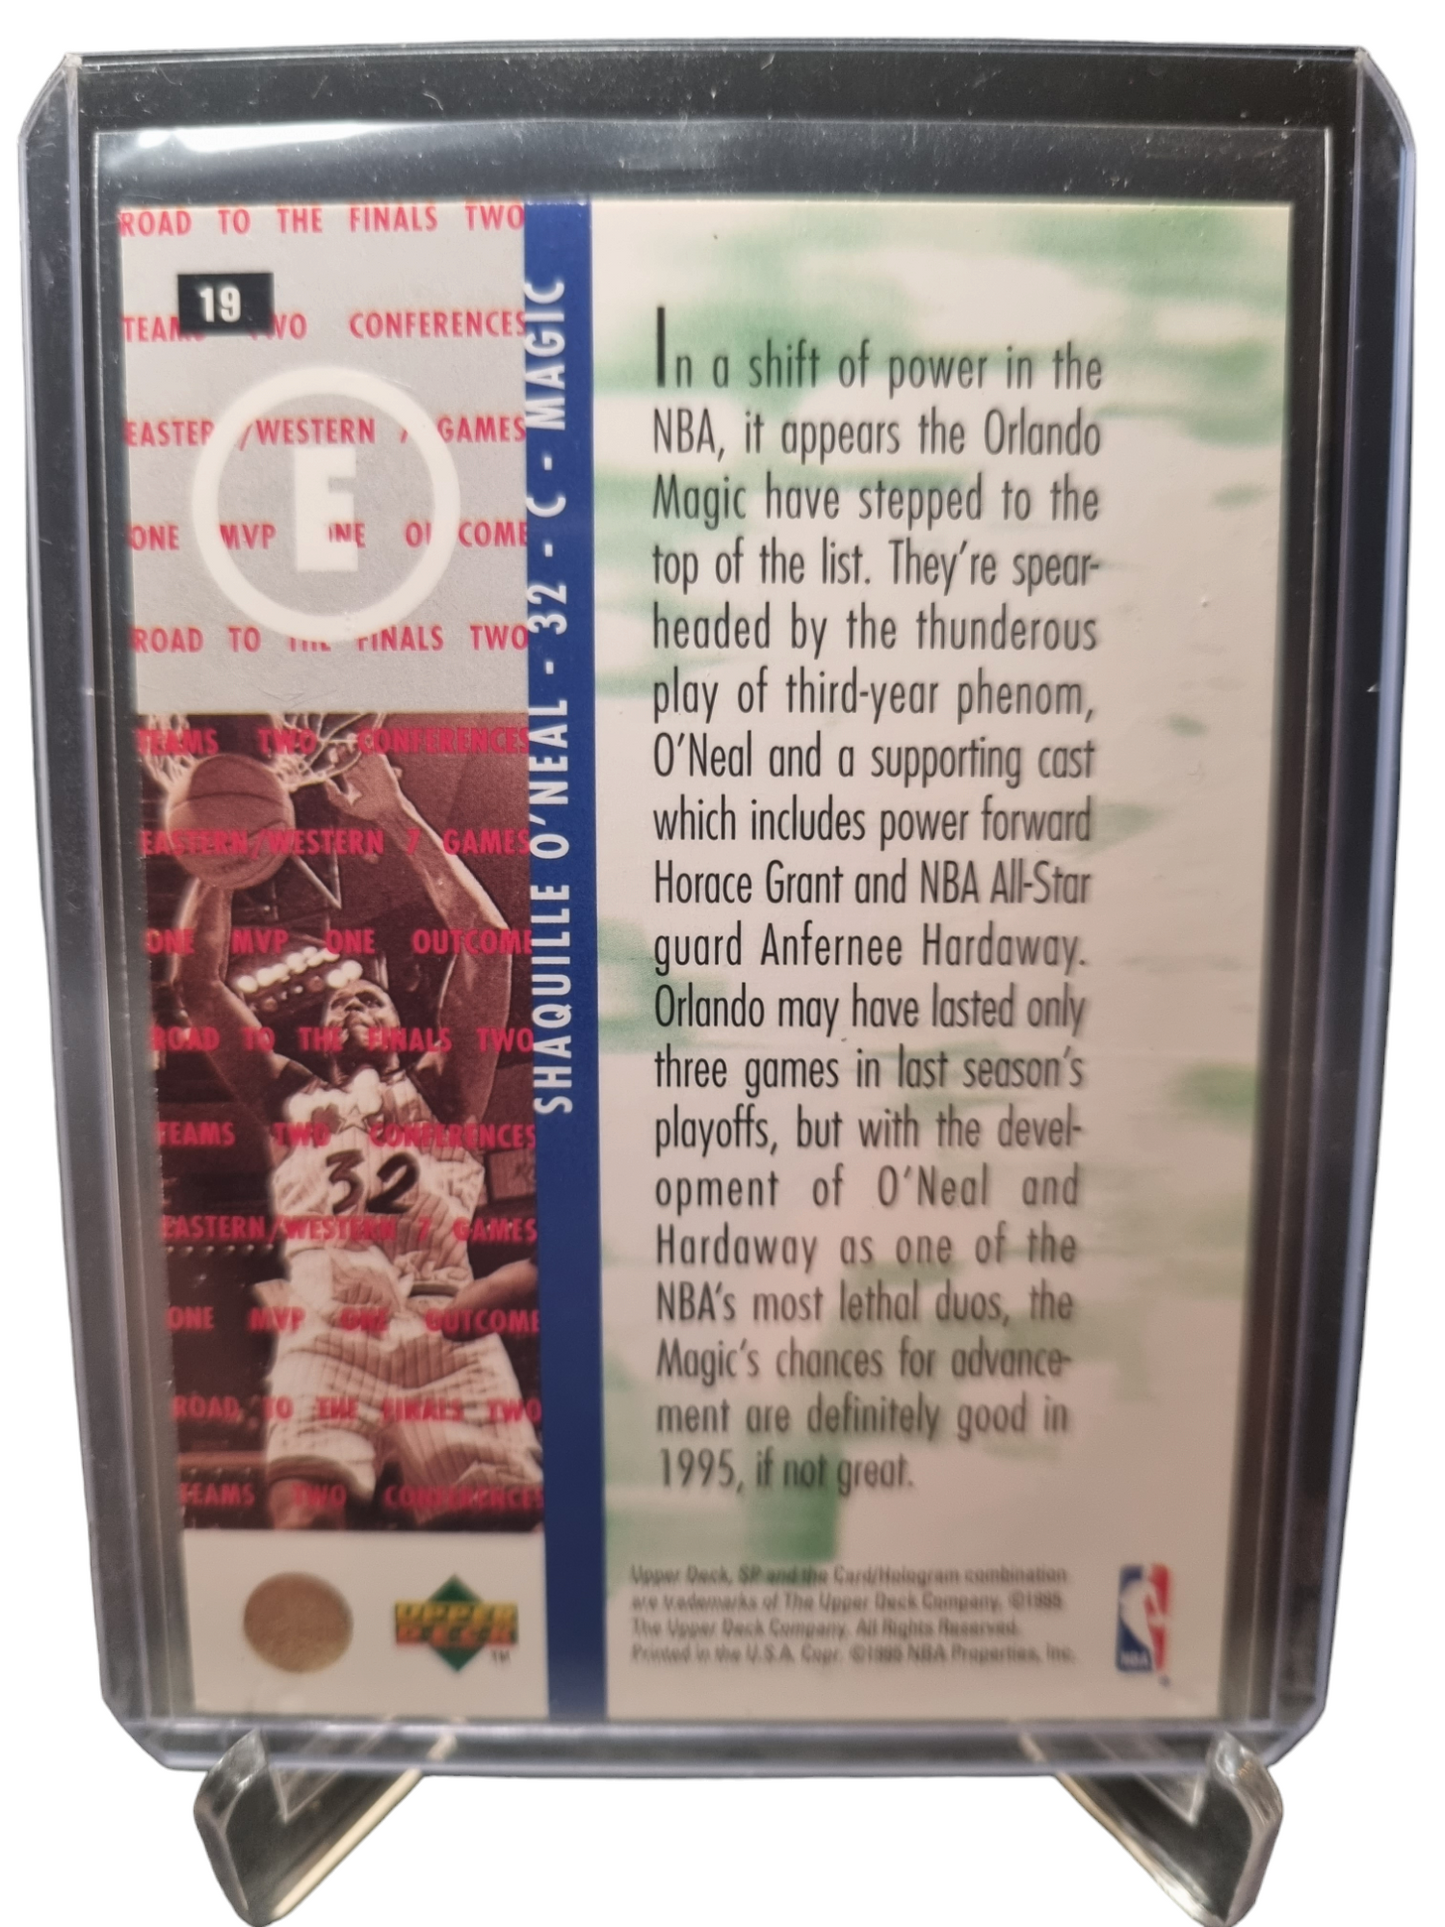 ROAD TO THE FINALS TWO
19
TEAM WO CONFERENCES
EASTER /WESTERN 7 GAMES
E
ONE MVP ONE O COME
ROAD TO THE FINALS TWO
TEAMS TWO CONFERENCES
EASTERN/WESTERN 7 GAMES
ONE MVP ONE OUTCOME
ROAD TO THE FINALS TWO
TEAMS TWO CONFERENCES
32
EASTERN/WESTERN 7 GAMES
ONE MVP ONE OUTCOME
ROAD TO THE FINALS TWO
TEAMS TWO CONFERENCES
SHAQUILLE O'NEAL - 32 - C - MAGIC
In a shift of power in the
NBA, it appears the Orlando
Magic have stepped to the
top of the list. They're spear-
headed by the thunderous
play of third-year phenom,
O'Neal and a supporting cast
which includes power forward
Horace Grant and NBA All-Star
guard Anfernee Hardaway.
Orlando may have lasted only
three games in last season's
playoffs, but with the devel-
opment of O'Neal and
Hardaway as one of the
NBA's most lethal duos, the
Magic's chances for advance-
ment are definitely good in
1995, if not great.
UPPER
DECK
TM
Upper Deck, SP and the Card/Hologram combination
are trademarks of The Upper Deck Company. ©1995
The Upper Deck Company. All Rights Reserved.
Printed in the U.S.A. Copr. ©1995 NBA Properties, Inc.
NBA